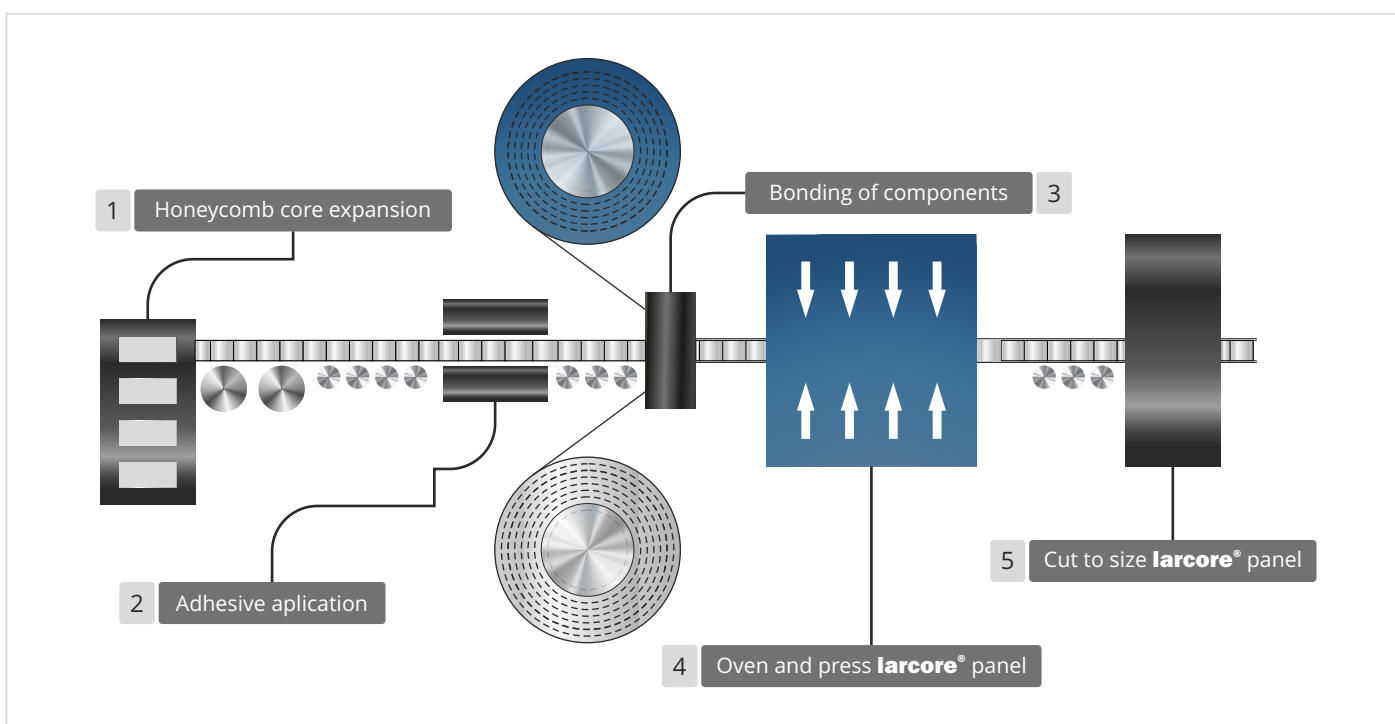 1 Honeycomb core expansion
2 Adhesive aplication
Bonding of components 3
4 Oven and press larcore® panel
5 Cut to size larcore® panel